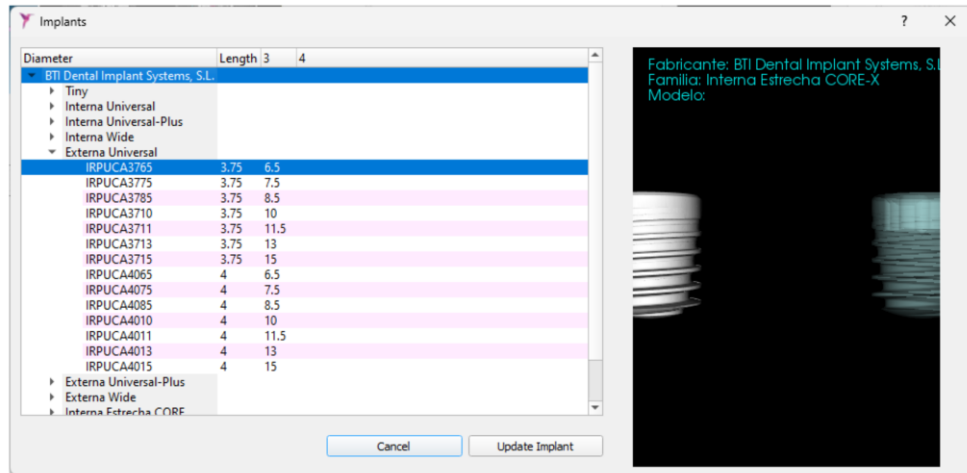 Implants
? ×
Diameter Length 3 4
BTI Dental Implant Systems, S.L.
Tiny
Interna Universal
Interna Universal-Plus
Interna Wide
Externa Universal
IRPUCA3765 3.75 6.5
IRPUCA3775 3.75 7.5
IRPUCA3785 3.75 8.5
IRPUCA3710 3.75 10
IRPUCA3711 3.75 11.5
IRPUCA3713 3.75 13
IRPUCA3715 3.75 15
IRPUCA4065 4 6.5
IRPUCA4075 4 7.5
IRPUCA4085 4 8.5
IRPUCA4010 4 10
IRPUCA4011 4 11.5
IRPUCA4013 4 13
IRPUCA4015 4 15
Externa Universal-Plus
Externa Wide
Interna Estrecha CORE
Cancel
Update Implant
Fabricante: BTI Dental Implant Systems, S.L
Familia: Interna Estrecha CORE-X
Modelo: